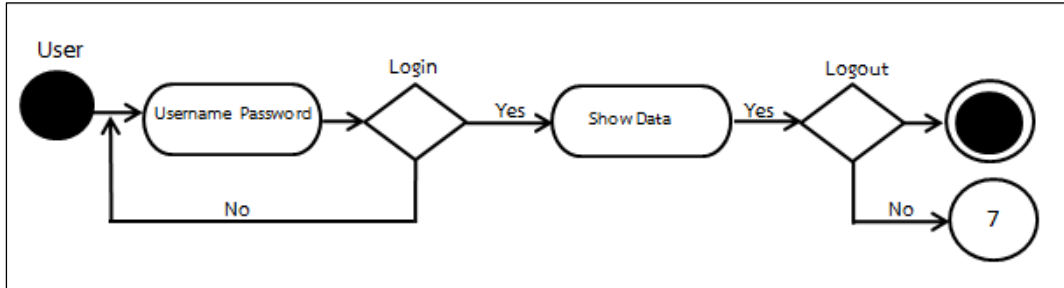 User
Username Password
Login
Yes
No
Show Data
Yes
Logout
No
7